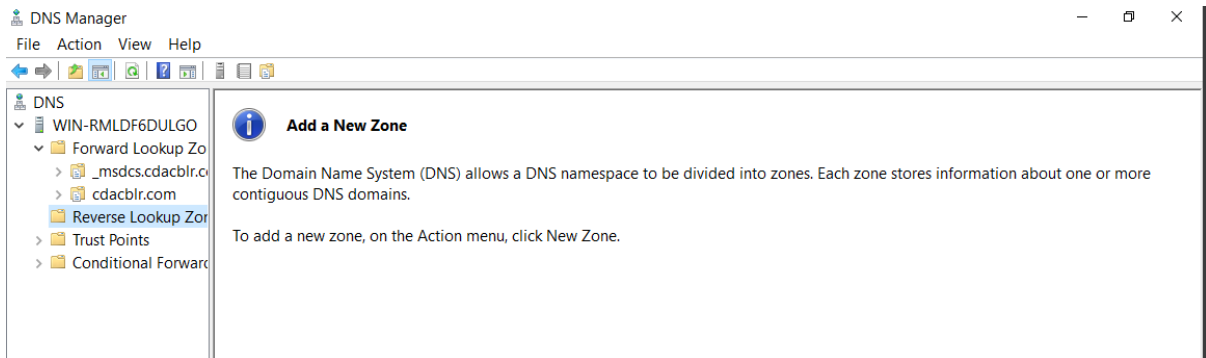 DNS Manager
File Action View Help
DNS
WIN-RMLDF6DULGO
Forward Lookup Zo
_msdcs.cdacblr.c
cdacblr.com
Reverse Lookup Zor
Trust Points
Conditional Forward
Add a New Zone
The Domain Name System (DNS) allows a DNS namespace to be divided into zones. Each zone stores information about one or more
contiguous DNS domains.
To add a new zone, on the Action menu, click New Zone.